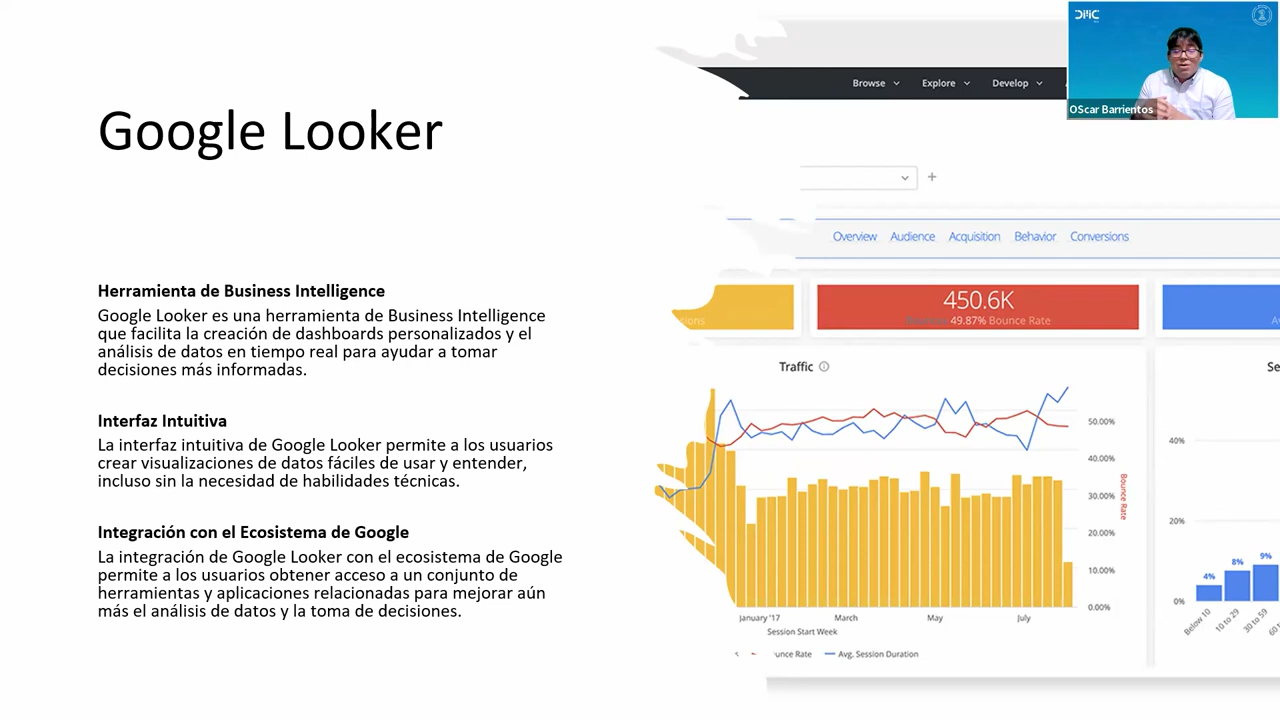 Google Looker
Herramienta de Business Intelligence
Google Looker es una herramienta de Business Intelligence
que facilita la creación de dashboards personalizados y el
análisis de datos en tiempo real para ayudar a tomar
decisiones más informadas.
Interfaz Intuitiva
La interfaz intuitiva de Google Looker permite a los usuarios
crear visualizaciones de datos fáciles de usar y entender,
incluso sin la necesidad de habilidades técnicas.
Integración con el Ecosistema de Google
La integración de Google Looker con el ecosistema de Google
permite a los usuarios obtener acceso a un conjunto de
herramientas y aplicaciones relacionadas para mejorar aún
más el análisis de datos y la toma de decisiones.
DMC
OScar Barrientos
Browse Explore Develop
+
Overview Audience Acquisition Behavior Conversions
450.6K
49.87% Bounce Rate
Traffic
50.00%
40.00%
30.00%
20.00%
10.00%
0.00%
Bounce Rate
January '17 March May July
Session Start Week
unce Rate Avg. Session Duration
Se
40%
20%
0%
4% 8% 9%
Below 10 10 to 29 30 to 59 60 to